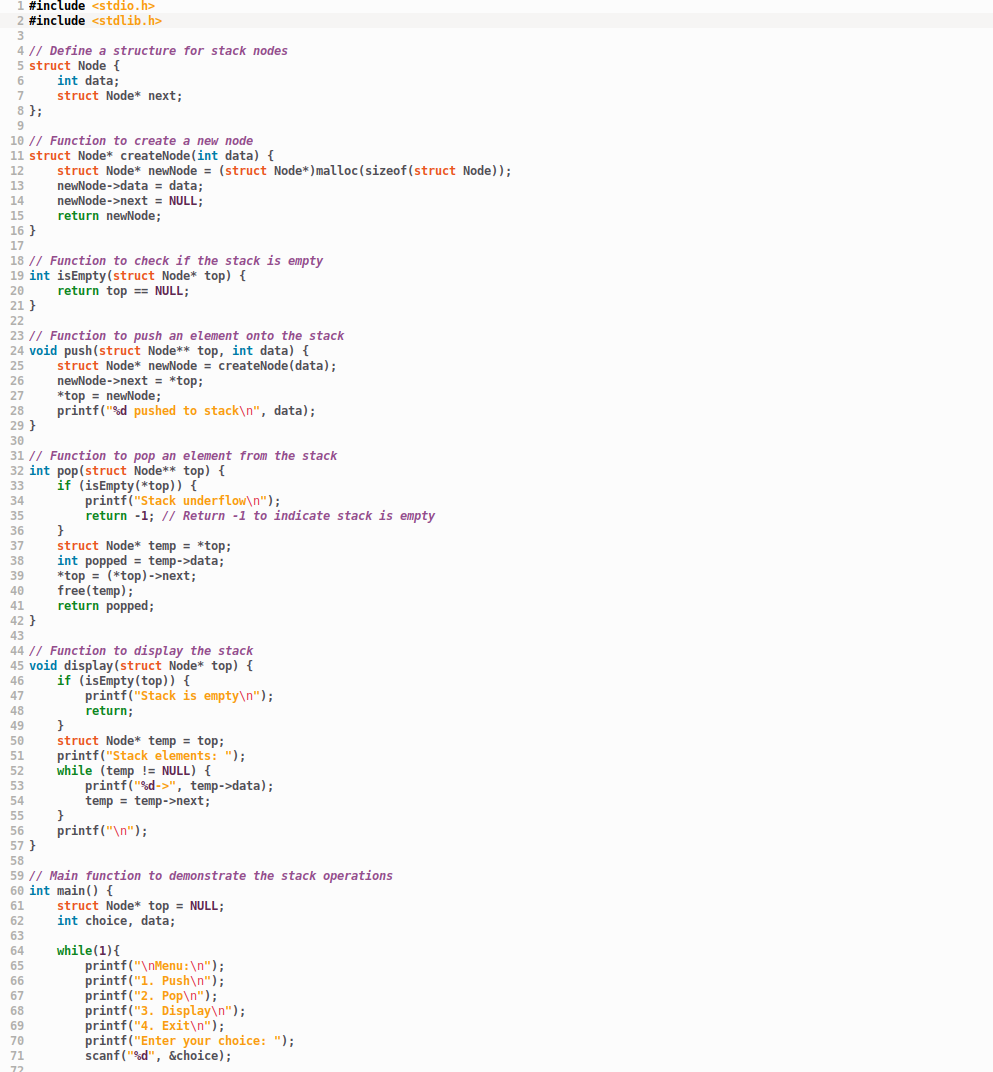 1 #include <stdio.h>
2 #include <stdlib.h>
3
4 // Define a structure for stack nodes
5 struct Node {
6     int data;
7     struct Node* next;
8 };
9
10 // Function to create a new node
11 struct Node* createNode(int data) {
12     struct Node* newNode = (struct Node*)malloc(sizeof(struct Node));
13     newNode->data = data;
14     newNode->next = NULL;
15     return newNode;
16 }
17
18 // Function to check if the stack is empty
19 int isEmpty(struct Node* top) {
20     return top == NULL;
21 }
22
23 // Function to push an element onto the stack
24 void push(struct Node** top, int data) {
25     struct Node* newNode = createNode(data);
26     newNode->next = *top;
27     *top = newNode;
28     printf("%d pushed to stack\n", data);
29 }
30
31 // Function to pop an element from the stack
32 int pop(struct Node** top) {
33     if (isEmpty(*top)) {
34         printf("Stack underflow\n");
35         return -1; // Return -1 to indicate stack is empty
36     }
37     struct Node* temp = *top;
38     int popped = temp->data;
39     *top = (*top)->next;
40     free(temp);
41     return popped;
42 }
43
44 // Function to display the stack
45 void display(struct Node* top) {
46     if (isEmpty(top)) {
47         printf("Stack is empty\n");
48         return;
49     }
50     struct Node* temp = top;
51     printf("Stack elements: ");
52     while (temp != NULL) {
53         printf("%d->", temp->data);
54         temp = temp->next;
55     }
56     printf("\n");
57 }
58
59 // Main function to demonstrate the stack operations
60 int main() {
61     struct Node* top = NULL;
62     int choice, data;
63
64     while(1){
65         printf("\nMenu:\n");
66         printf("1. Push\n");
67         printf("2. Pop\n");
68         printf("3. Display\n");
69         printf("4. Exit\n");
70         printf("Enter your choice: ");
71         scanf("%d", &choice);
72